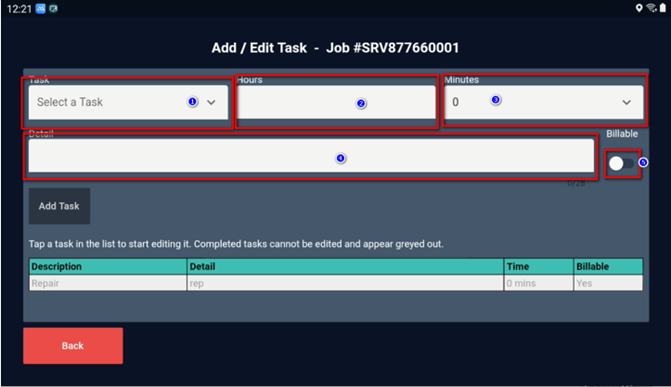 12:21
Add / Edit Task - Job #SRV877660001
Task Hours Minutes
Select a Task 1 2 0 3
Detail Billable
4 5
0/28
Add Task
Tap a task in the list to start editing it. Completed tasks cannot be edited and appear greyed out.
Description Detail Time Billable
Repair rep 0 mins Yes
Back